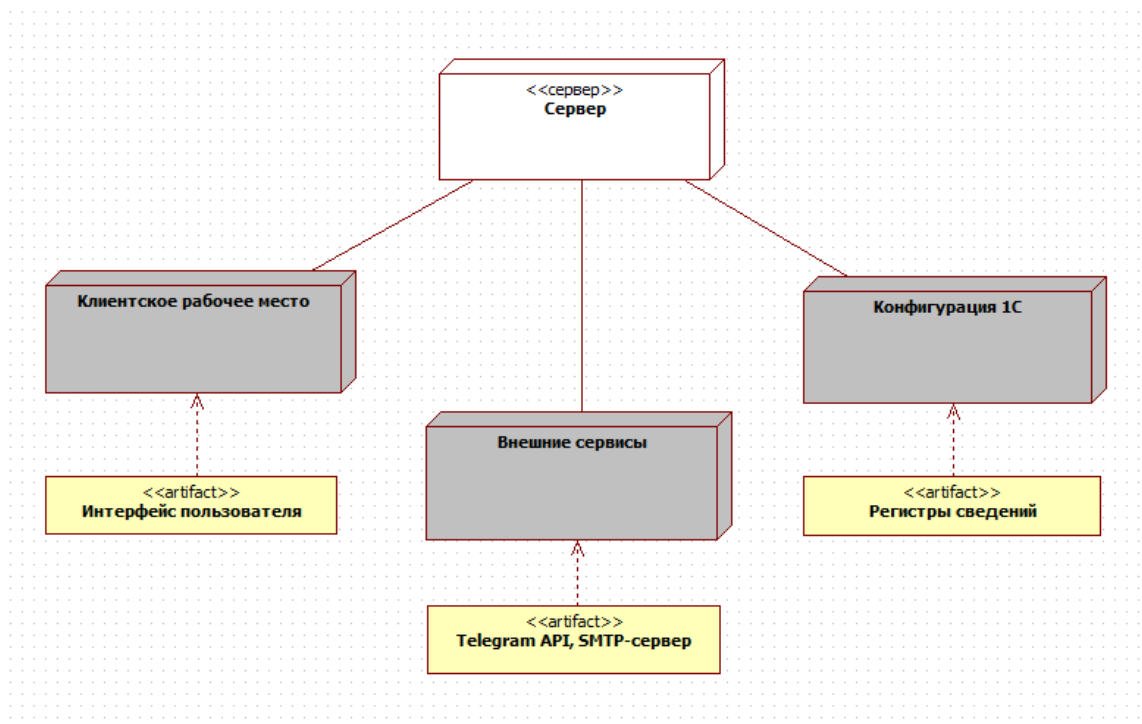 <<сервер>>
Сервер
Клиентское рабочее место
Конфигурация 1С
Внешние сервисы
<<artifact>>
Интерфейс пользователя
<<artifact>>
Регистры сведений
<<artifact>>
Telegram API, SMTP-сервер